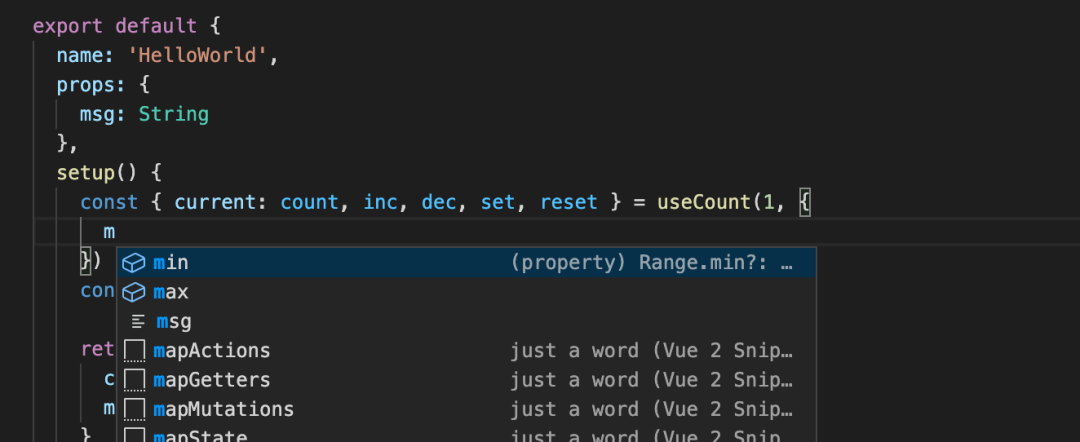 export default {
name: 'HelloWorld',
props: {
msg: String
},
setup() {
const { current: count, inc, dec, set, reset } = useCount(1, {
m
})
min (property) Range.min?: …
con
max
msg
ret
mapActions just a word (Vue 2 Snip…
c
mapGetters just a word (Vue 2 Snip…
m
mapMutations just a word (Vue 2 Snip…
}
mapState just a word (Vue 2 Snip…